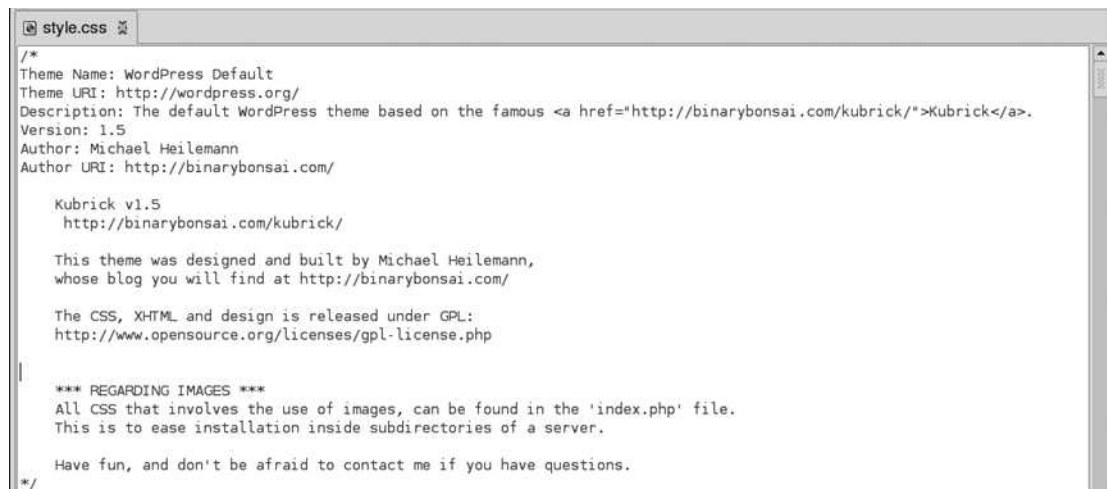 style.css
/*
Theme Name: WordPress Default
Theme URI: http://wordpress.org/
Description: The default WordPress theme based on the famous <a href="http://binarybonsai.com/kubrick/">Kubrick</a>.
Version: 1.5
Author: Michael Heilemann
Author URI: http://binarybonsai.com/
Kubrick v1.5
http://binarybonsai.com/kubrick/
This theme was designed and built by Michael Heilemann,
whose blog you will find at http://binarybonsai.com/
The CSS, XHTML and design is released under GPL:
http://www.opensource.org/licenses/gpl-license.php
*** REGARDING IMAGES ***
All CSS that involves the use of images, can be found in the 'index.php' file.
This is to ease installation inside subdirectories of a server.
Have fun, and don't be afraid to contact me if you have questions.
*/